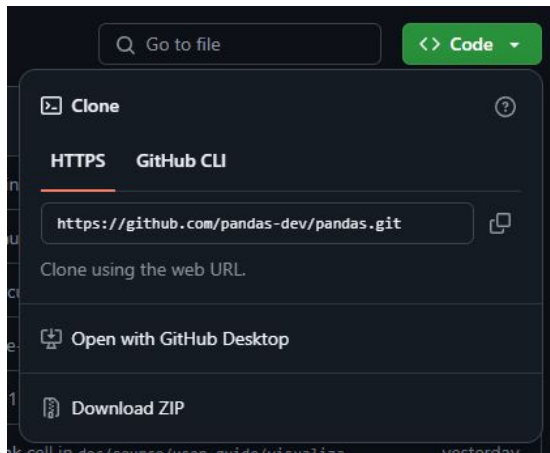 Go to file
<> Code
Clone
HTTPS GitHub CLI
https://github.com/pandas-dev/pandas.git
Clone using the web URL.
Open with GitHub Desktop
Download ZIP